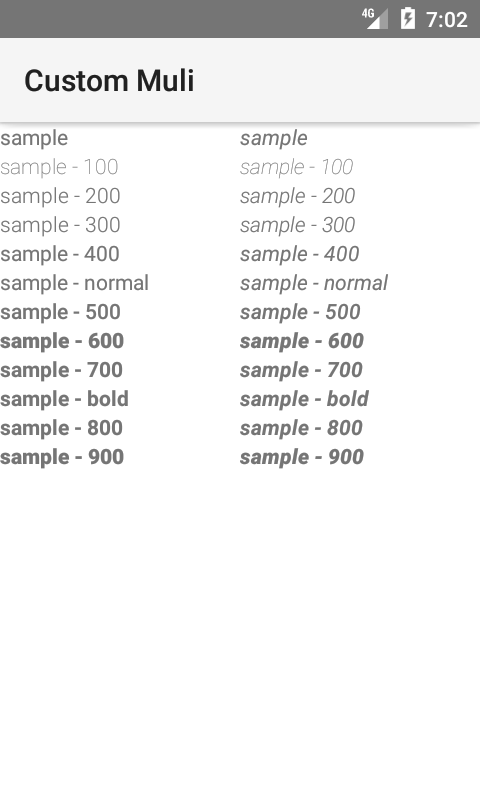 4G 7:02
Custom Muli
sample sample
sample - 100 sample - 100
sample - 200 sample - 200
sample - 300 sample - 300
sample - 400 sample - 400
sample - normal sample - normal
sample - 500 sample - 500
sample - 600 sample - 600
sample - 700 sample - 700
sample - bold sample - bold
sample - 800 sample - 800
sample - 900 sample - 900